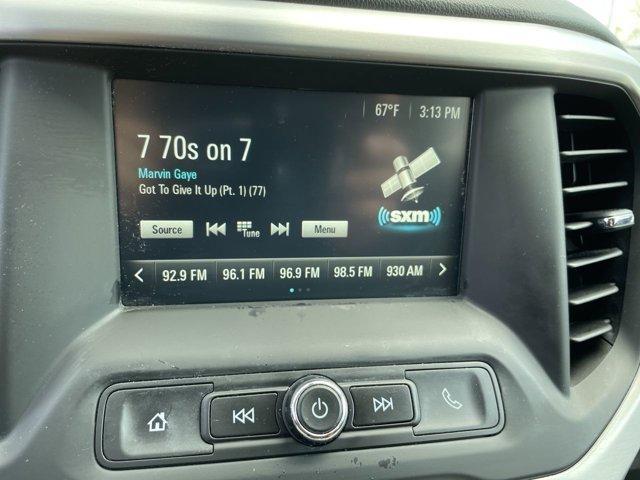 67°F 3:13 PM
7 70s on 7
Marvin Gaye
Got To Give It Up (Pt. 1) (77)
sxm
Source Tune Menu
92.9 FM 96.1 FM 96.9 FM 98.5 FM 930 AM